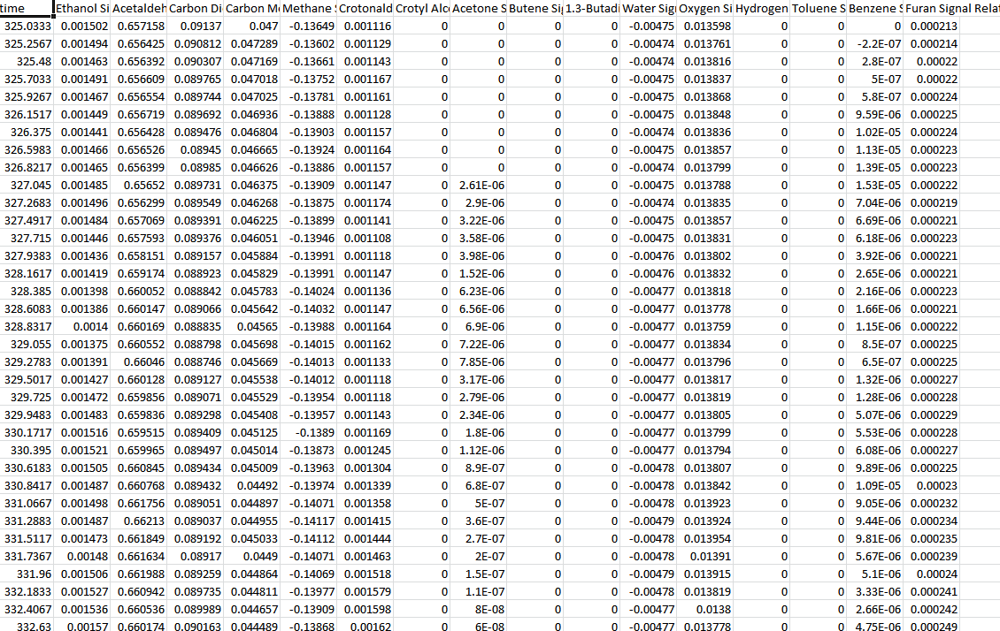 time Ethanol Si Acetaldeh Carbon Di Carbon Mo Methane S Crotonald Crotyl Alco Acetone S Butene Sig 1.3-Butadi Water Sig Oxygen Si Hydrogen Toluene S Benzene S Furan Signal Relat
325.0333 0.001502 0.657158 0.09137 0.047 -0.13649 0.001116 0 0 0 0 -0.00475 0.013598 0 0 0 0.000213
325.2567 0.001494 0.656425 0.090812 0.047289 -0.13602 0.001129 0 0 0 0 -0.00474 0.013761 0 0 -2.2E-07 0.000214
325.48 0.001463 0.656392 0.090307 0.047169 -0.13661 0.001143 0 0 0 0 -0.00474 0.013816 0 0 2.8E-07 0.00022
325.7033 0.001491 0.656609 0.089765 0.047018 -0.13752 0.001167 0 0 0 0 -0.00475 0.013837 0 0 5E-07 0.00022
325.9267 0.001467 0.656554 0.089744 0.047025 -0.13781 0.001161 0 0 0 0 -0.00475 0.013868 0 0 5.8E-07 0.000224
326.1517 0.001449 0.656719 0.089692 0.046936 -0.13888 0.001128 0 0 0 0 -0.00475 0.013848 0 0 9.59E-06 0.000225
326.375 0.001441 0.656428 0.089476 0.046804 -0.13903 0.001157 0 0 0 0 -0.00474 0.013836 0 0 1.02E-05 0.000224
326.5983 0.001466 0.656526 0.08945 0.046665 -0.13924 0.001164 0 0 0 0 -0.00474 0.013857 0 0 1.13E-05 0.000223
326.8217 0.001465 0.656399 0.08985 0.046626 -0.13886 0.001157 0 0 0 0 -0.00474 0.013799 0 0 1.39E-05 0.000223
327.045 0.001485 0.65652 0.089731 0.046375 -0.13909 0.001147 0 2.61E-06 0 0 -0.00475 0.013788 0 0 1.53E-05 0.000222
327.2683 0.001496 0.656299 0.089549 0.046268 -0.13875 0.001174 0 2.9E-06 0 0 -0.00474 0.013835 0 0 7.04E-06 0.000219
327.4917 0.001484 0.657069 0.089391 0.046225 -0.13899 0.001141 0 3.22E-06 0 0 -0.00475 0.013857 0 0 6.69E-06 0.000221
327.715 0.001446 0.657593 0.089376 0.046051 -0.13946 0.001108 0 3.58E-06 0 0 -0.00475 0.013831 0 0 6.18E-06 0.000223
327.9383 0.001436 0.658151 0.089157 0.045884 -0.13991 0.001118 0 3.98E-06 0 0 -0.00476 0.013802 0 0 3.92E-06 0.000221
328.1617 0.001419 0.659174 0.088923 0.045829 -0.13991 0.001147 0 1.52E-06 0 0 -0.00476 0.013832 0 0 2.65E-06 0.000221
328.385 0.001398 0.660052 0.088842 0.045783 -0.14024 0.001136 0 6.23E-06 0 0 -0.00477 0.013818 0 0 2.16E-06 0.000223
328.6083 0.001386 0.660147 0.089066 0.045642 -0.14032 0.001147 0 6.56E-06 0 0 -0.00477 0.013778 0 0 1.66E-06 0.000221
328.8317 0.0014 0.660169 0.088835 0.04565 -0.13988 0.001164 0 6.9E-06 0 0 -0.00477 0.013759 0 0 1.15E-06 0.000222
329.055 0.001375 0.660552 0.088798 0.045698 -0.14015 0.001162 0 7.22E-06 0 0 -0.00477 0.013834 0 0 8.5E-07 0.000225
329.2783 0.001391 0.66046 0.088746 0.045669 -0.14013 0.001133 0 7.85E-06 0 0 -0.00477 0.013796 0 0 6.5E-07 0.000225
329.5017 0.001427 0.660128 0.089127 0.045538 -0.14012 0.001118 0 3.17E-06 0 0 -0.00477 0.013817 0 0 1.32E-06 0.000227
329.725 0.001472 0.659856 0.089071 0.045529 -0.13954 0.001118 0 2.79E-06 0 0 -0.00477 0.013819 0 0 1.28E-06 0.000228
329.9483 0.001483 0.659836 0.089298 0.045408 -0.13957 0.001143 0 2.34E-06 0 0 -0.00477 0.013805 0 0 5.07E-06 0.000229
330.1717 0.001516 0.659515 0.089409 0.045125 -0.1389 0.001169 0 1.8E-06 0 0 -0.00477 0.013799 0 0 5.53E-06 0.000228
330.395 0.001521 0.659965 0.089497 0.045014 -0.13873 0.001245 0 1.12E-06 0 0 -0.00477 0.013794 0 0 6.08E-06 0.000227
330.6183 0.001505 0.660845 0.089434 0.045009 -0.13963 0.001304 0 8.9E-07 0 0 -0.00478 0.013807 0 0 9.89E-06 0.000225
330.8417 0.001487 0.660768 0.089432 0.04492 -0.13974 0.001339 0 6.8E-07 0 0 -0.00478 0.013842 0 0 1.09E-05 0.00023
331.0667 0.001498 0.661756 0.089051 0.044897 -0.14071 0.001358 0 5E-07 0 0 -0.00478 0.013923 0 0 9.05E-06 0.000232
331.2883 0.001487 0.66213 0.089037 0.044955 -0.14117 0.001415 0 3.6E-07 0 0 -0.00479 0.013924 0 0 9.44E-06 0.000234
331.5117 0.001473 0.661849 0.089192 0.045033 -0.14112 0.001444 0 2.7E-07 0 0 -0.00478 0.013954 0 0 9.81E-06 0.000235
331.7367 0.00148 0.661634 0.08917 0.0449 -0.14071 0.001463 0 2E-07 0 0 -0.00478 0.01391 0 0 5.67E-06 0.000239
331.96 0.001506 0.661988 0.089259 0.044864 -0.14069 0.001518 0 1.5E-07 0 0 -0.00479 0.013915 0 0 5.1E-06 0.00024
332.1833 0.001527 0.660942 0.089735 0.044811 -0.13977 0.001579 0 1.1E-07 0 0 -0.00478 0.013819 0 0 3.33E-06 0.000241
332.4067 0.001536 0.660536 0.089989 0.044657 -0.13909 0.001598 0 8E-08 0 0 -0.00477 0.0138 0 0 2.66E-06 0.000242
332.63 0.00157 0.660174 0.090163 0.044489 -0.13868 0.00162 0 6E-08 0 0 -0.00477 0.013778 0 0 4.75E-06 0.000249